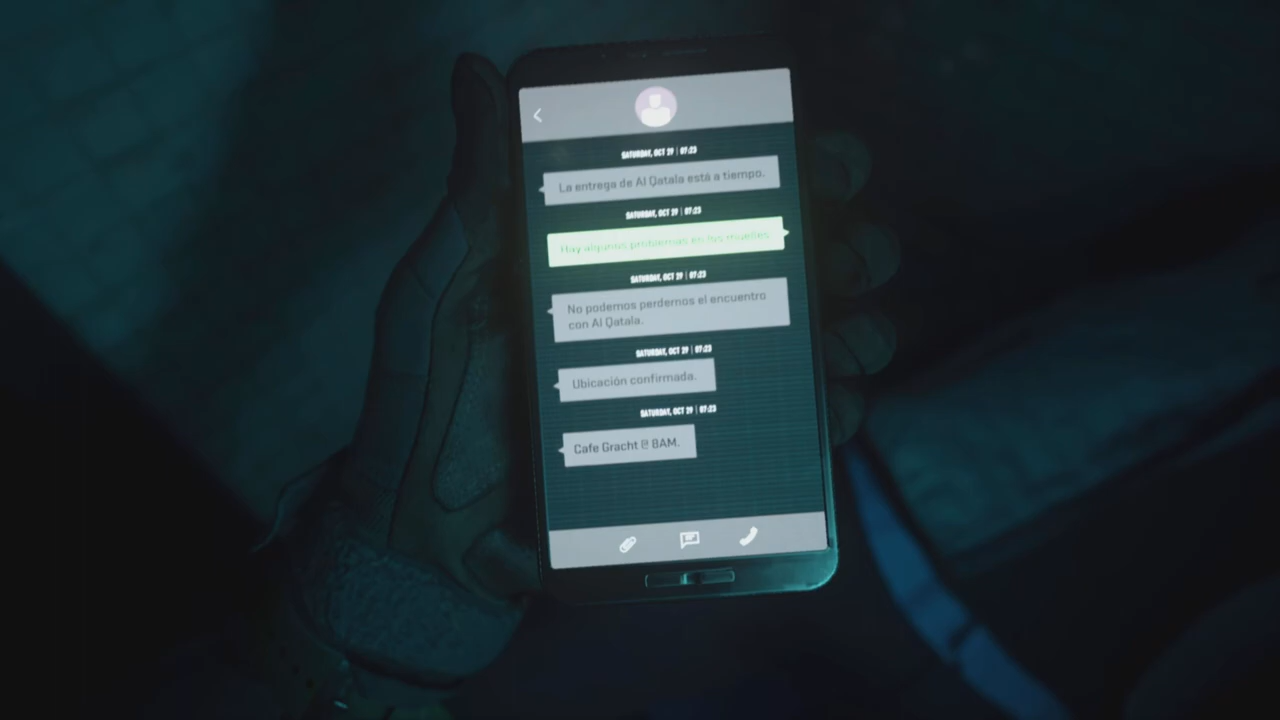 SATURDAY, OCT 29 | 07:23
La entrega de Al Qatala está a tiempo.
SATURDAY, OCT 29 | 07:23
Hay algunos problemas en los muelles.
SATURDAY, OCT 29 | 07:23
No podemos perdernos el encuentro
con Al Qatala.
SATURDAY, OCT 29 | 07:23
Ubicación confirmada.
SATURDAY, OCT 29 | 07:23
Cafe Gracht @ 8AM.